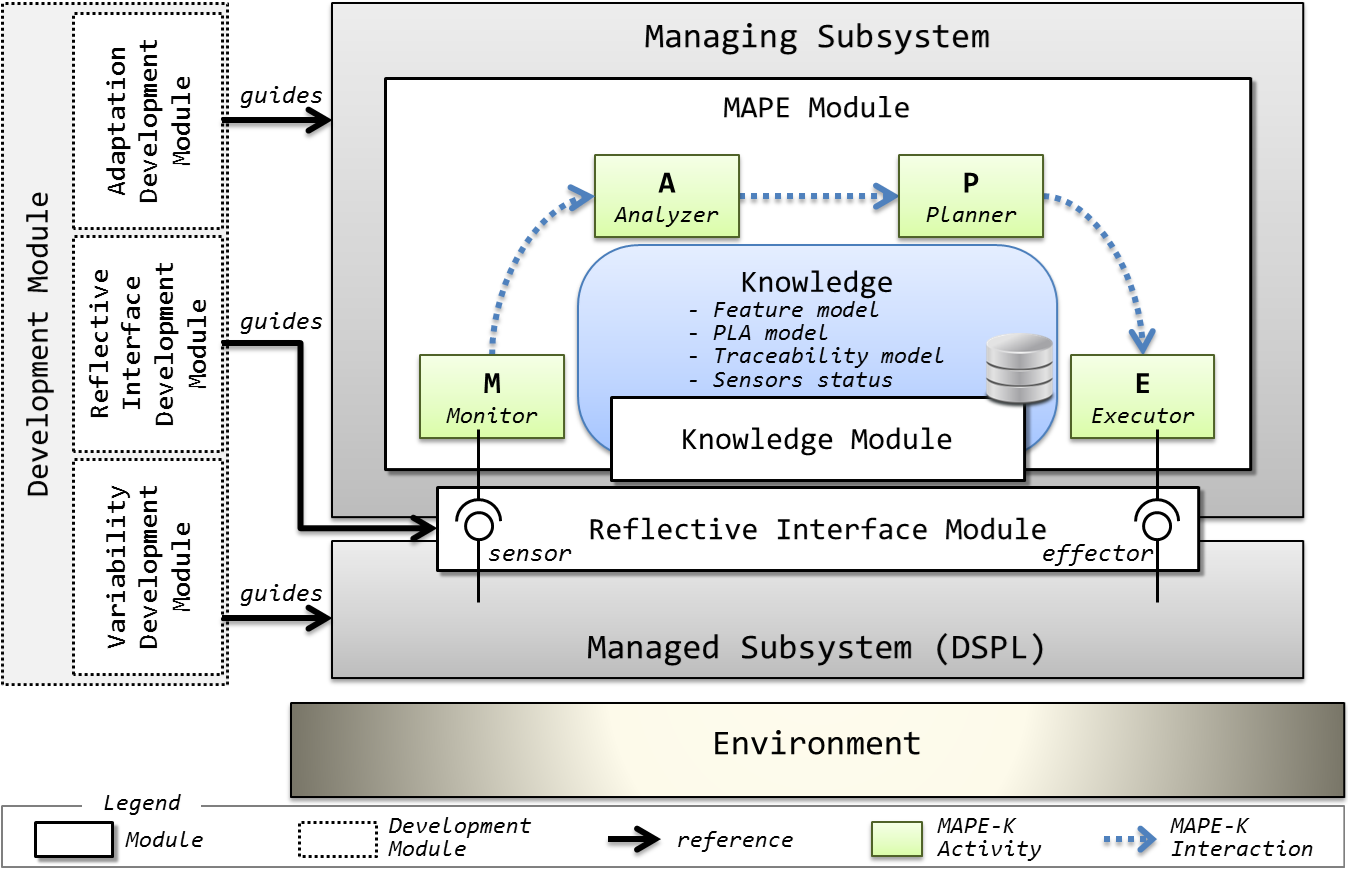 Development Module
Adaptation
Development
Module
Reflective
Interface
Development
Module
Variability
Development
Module
guides
guides
guides
Managing Subsystem
MAPE Module
A
Analyzer
P
Planner
Knowledge
- Feature model
- PLA model
- Traceability model
- Sensors status
M
Monitor
E
Executor
Knowledge Module
Reflective Interface Module
sensor
effector
Managed Subsystem (DSPL)
Environment
Legend
Module
Development
Module
reference
MAPE-K
Activity
MAPE-K
Interaction